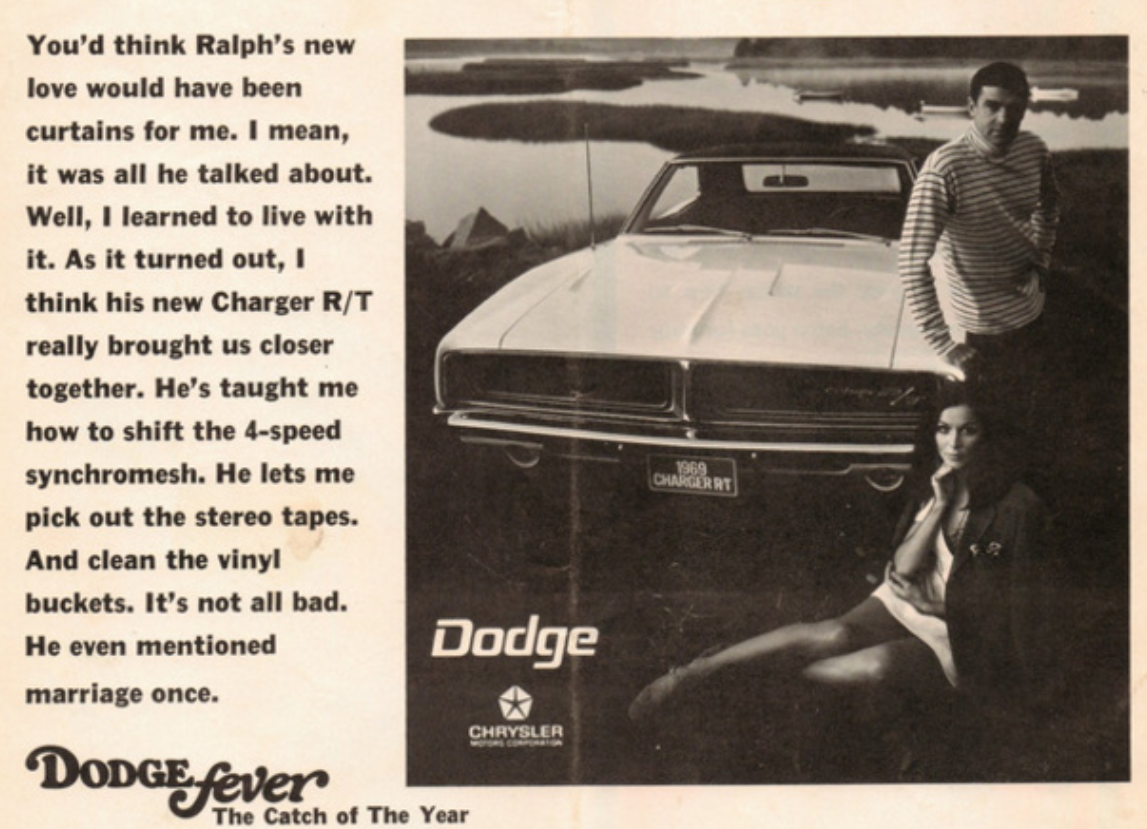 You'd think Ralph's new
love would have been
curtains for me. I mean,
it was all he talked about.
Well, I learned to live with
it. As it turned out, I
think his new Charger R/T
really brought us closer
together. He's taught me
how to shift the 4-speed
synchromesh. He lets me
pick out the stereo tapes.
And clean the vinyl
buckets. It's not all bad.
He even mentioned
marriage once.
DODGE fever
The Catch of The Year
1969
CHARGER R/T
Dodge
CHRYSLER
MOTORS CORPORATION